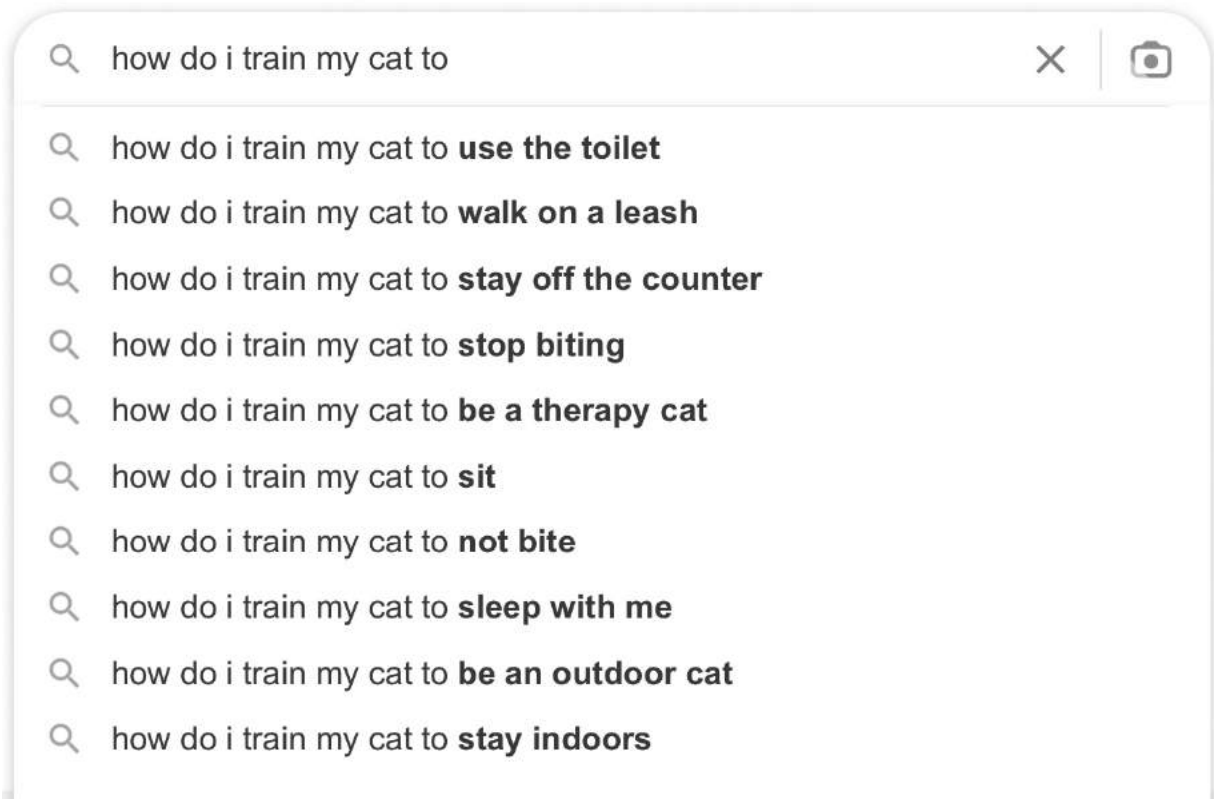 how do i train my cat to
how do i train my cat to use the toilet
how do i train my cat to walk on a leash
how do i train my cat to stay off the counter
how do i train my cat to stop biting
how do i train my cat to be a therapy cat
how do i train my cat to sit
how do i train my cat to not bite
how do i train my cat to sleep with me
how do i train my cat to be an outdoor cat
how do i train my cat to stay indoors